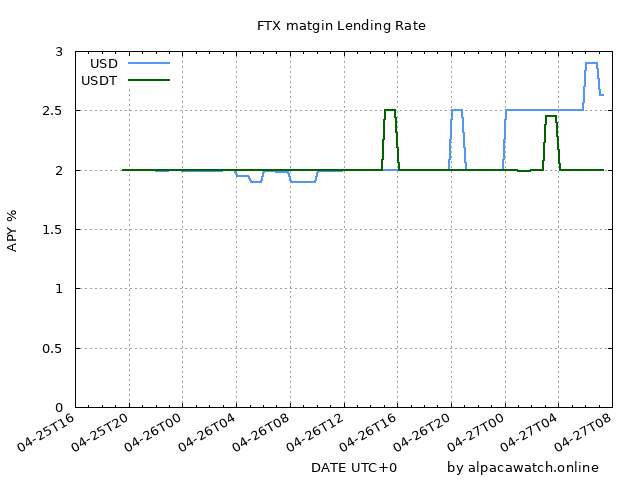 FTX matgin Lending Rate
USD
USDT
3
2.5
2
1.5
1
0.5
0
APY %
04-25T16
04-25T20
04-26T00
04-26T04
04-26T08
04-26T12
04-26T16
04-26T20
04-27T00
04-27T04
04-27T08
DATE UTC+0
by alpacawatch.online